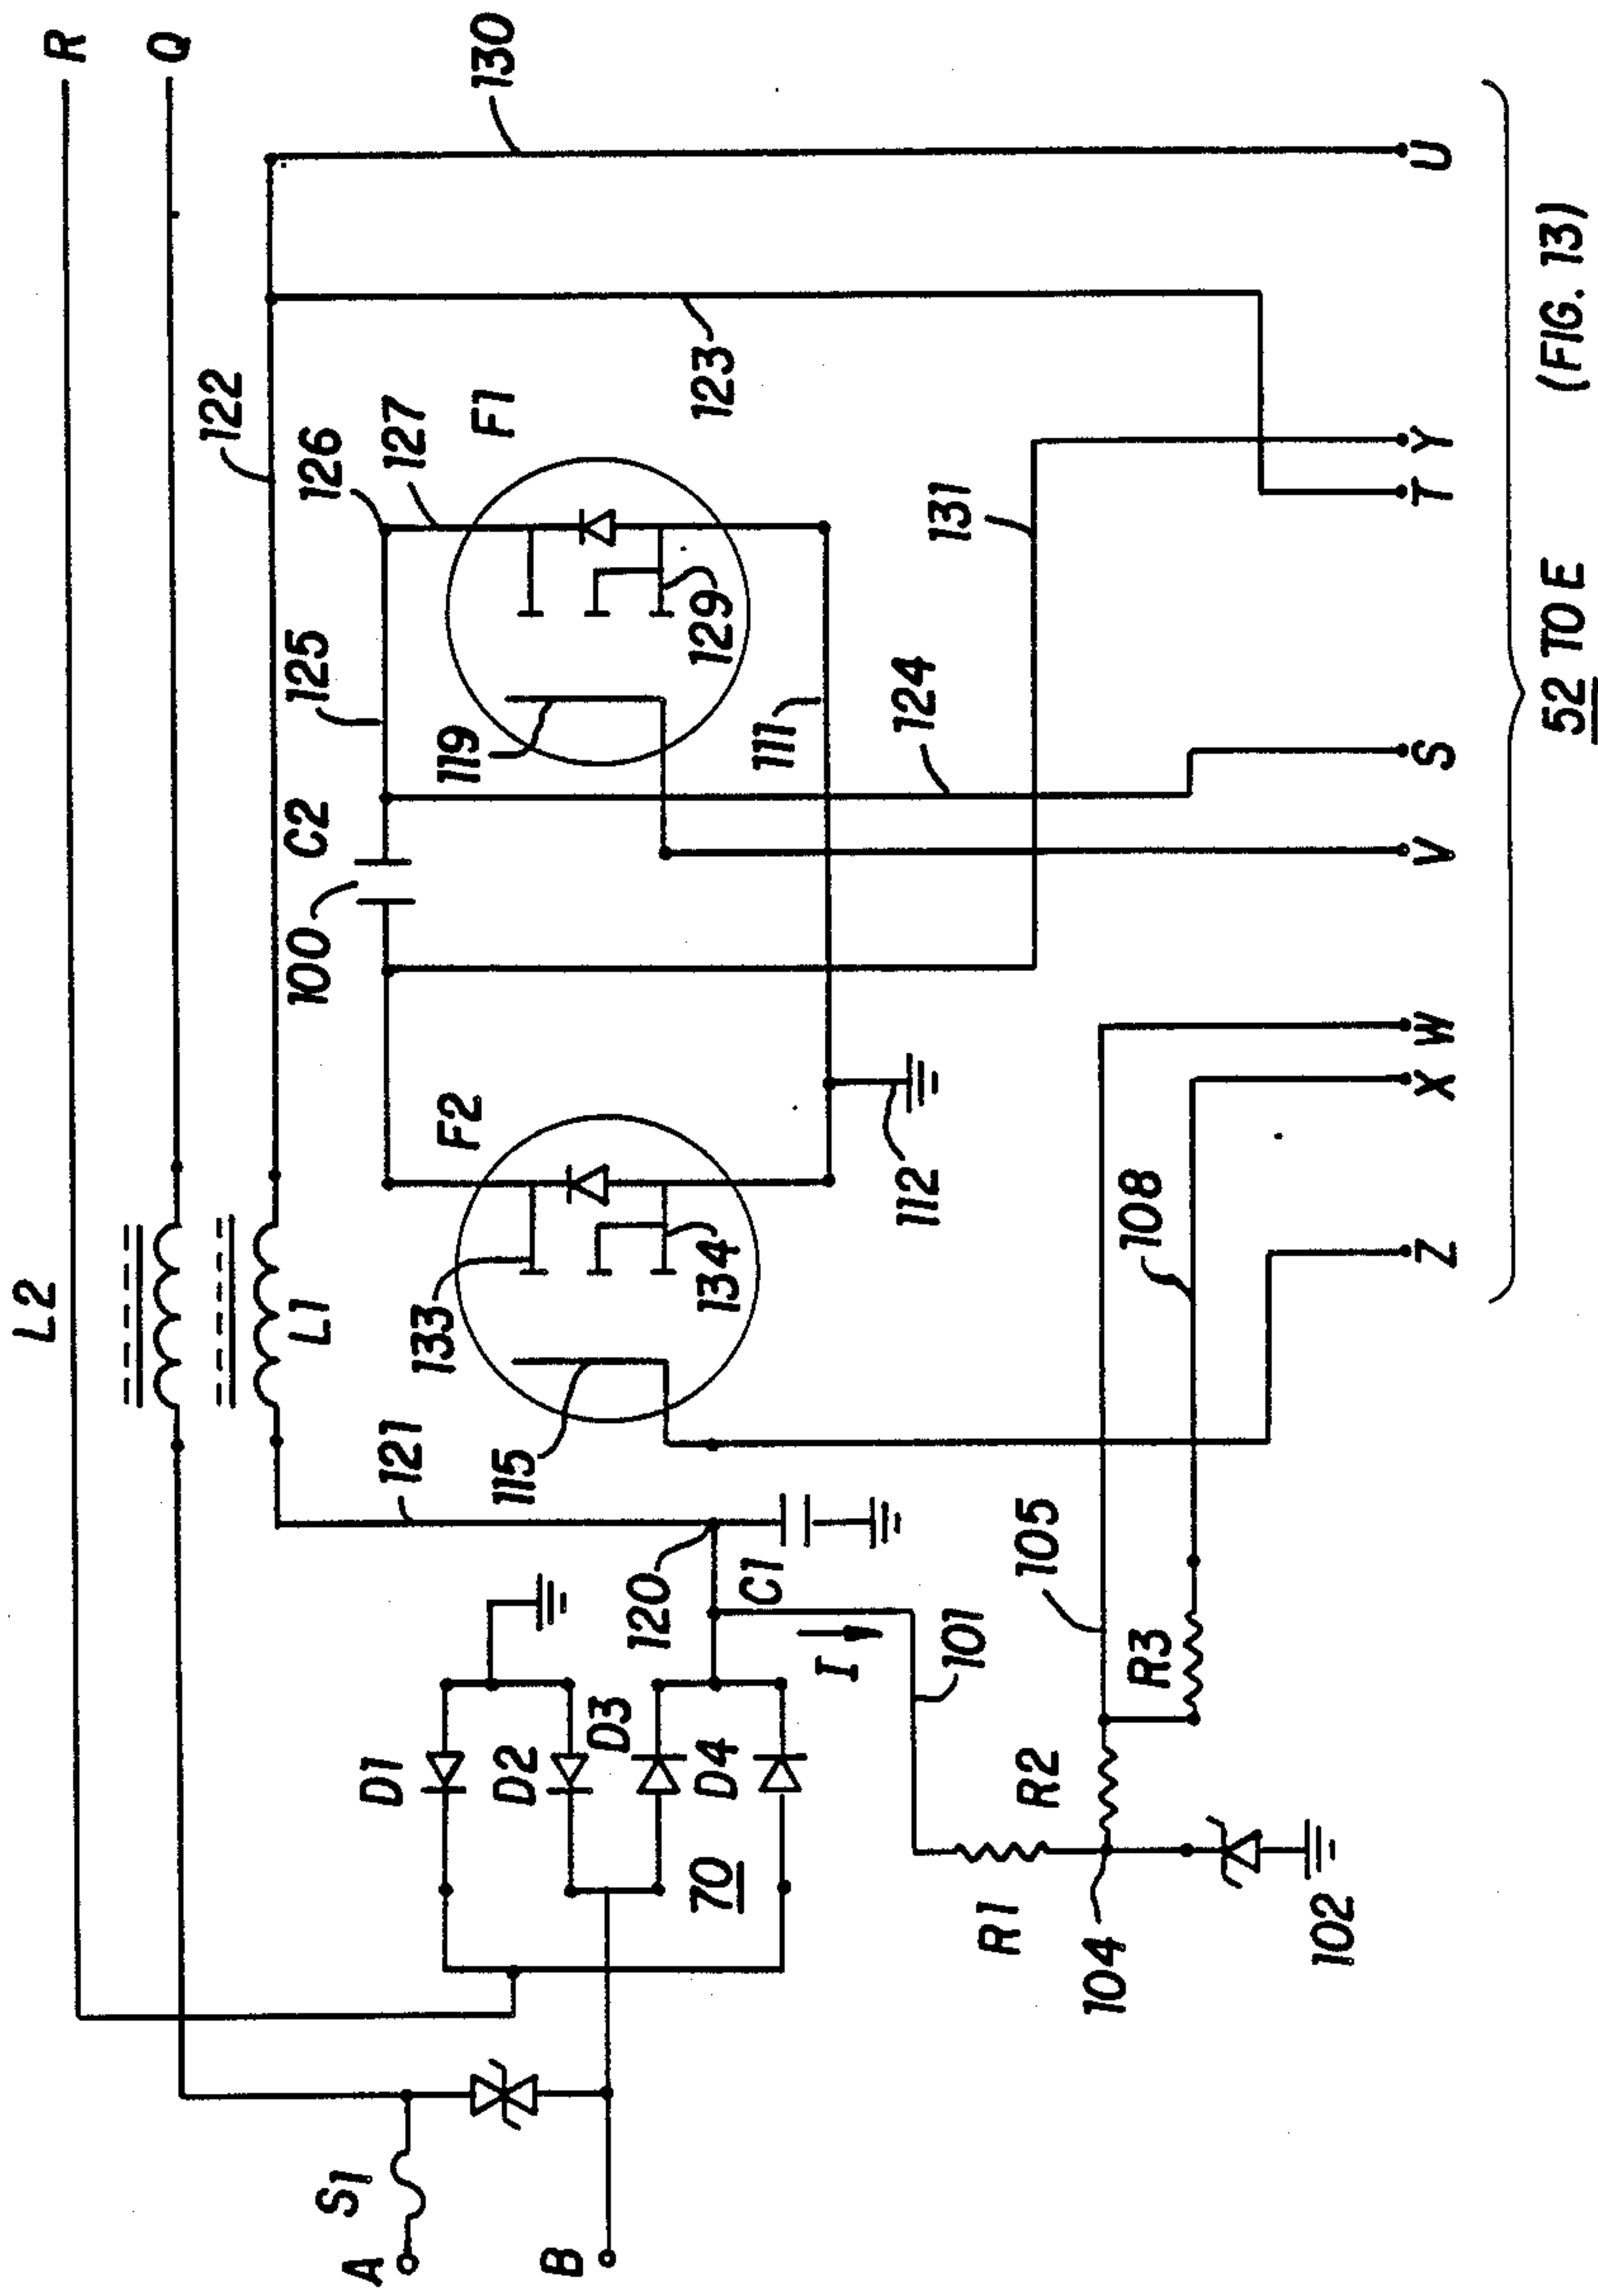 R
Q
L2
L1
122
130
121
125
126
127
123
C2
100
F1
F2
133
134
115
119
129
111
124
131
112
A
S1
B
D1
D2
D3
D4
70
120
C1
I
101
105
108
R1
R2
R3
104
102
Z
X
W
V
S
T
Y
U
52 TO E (FIG. 13)